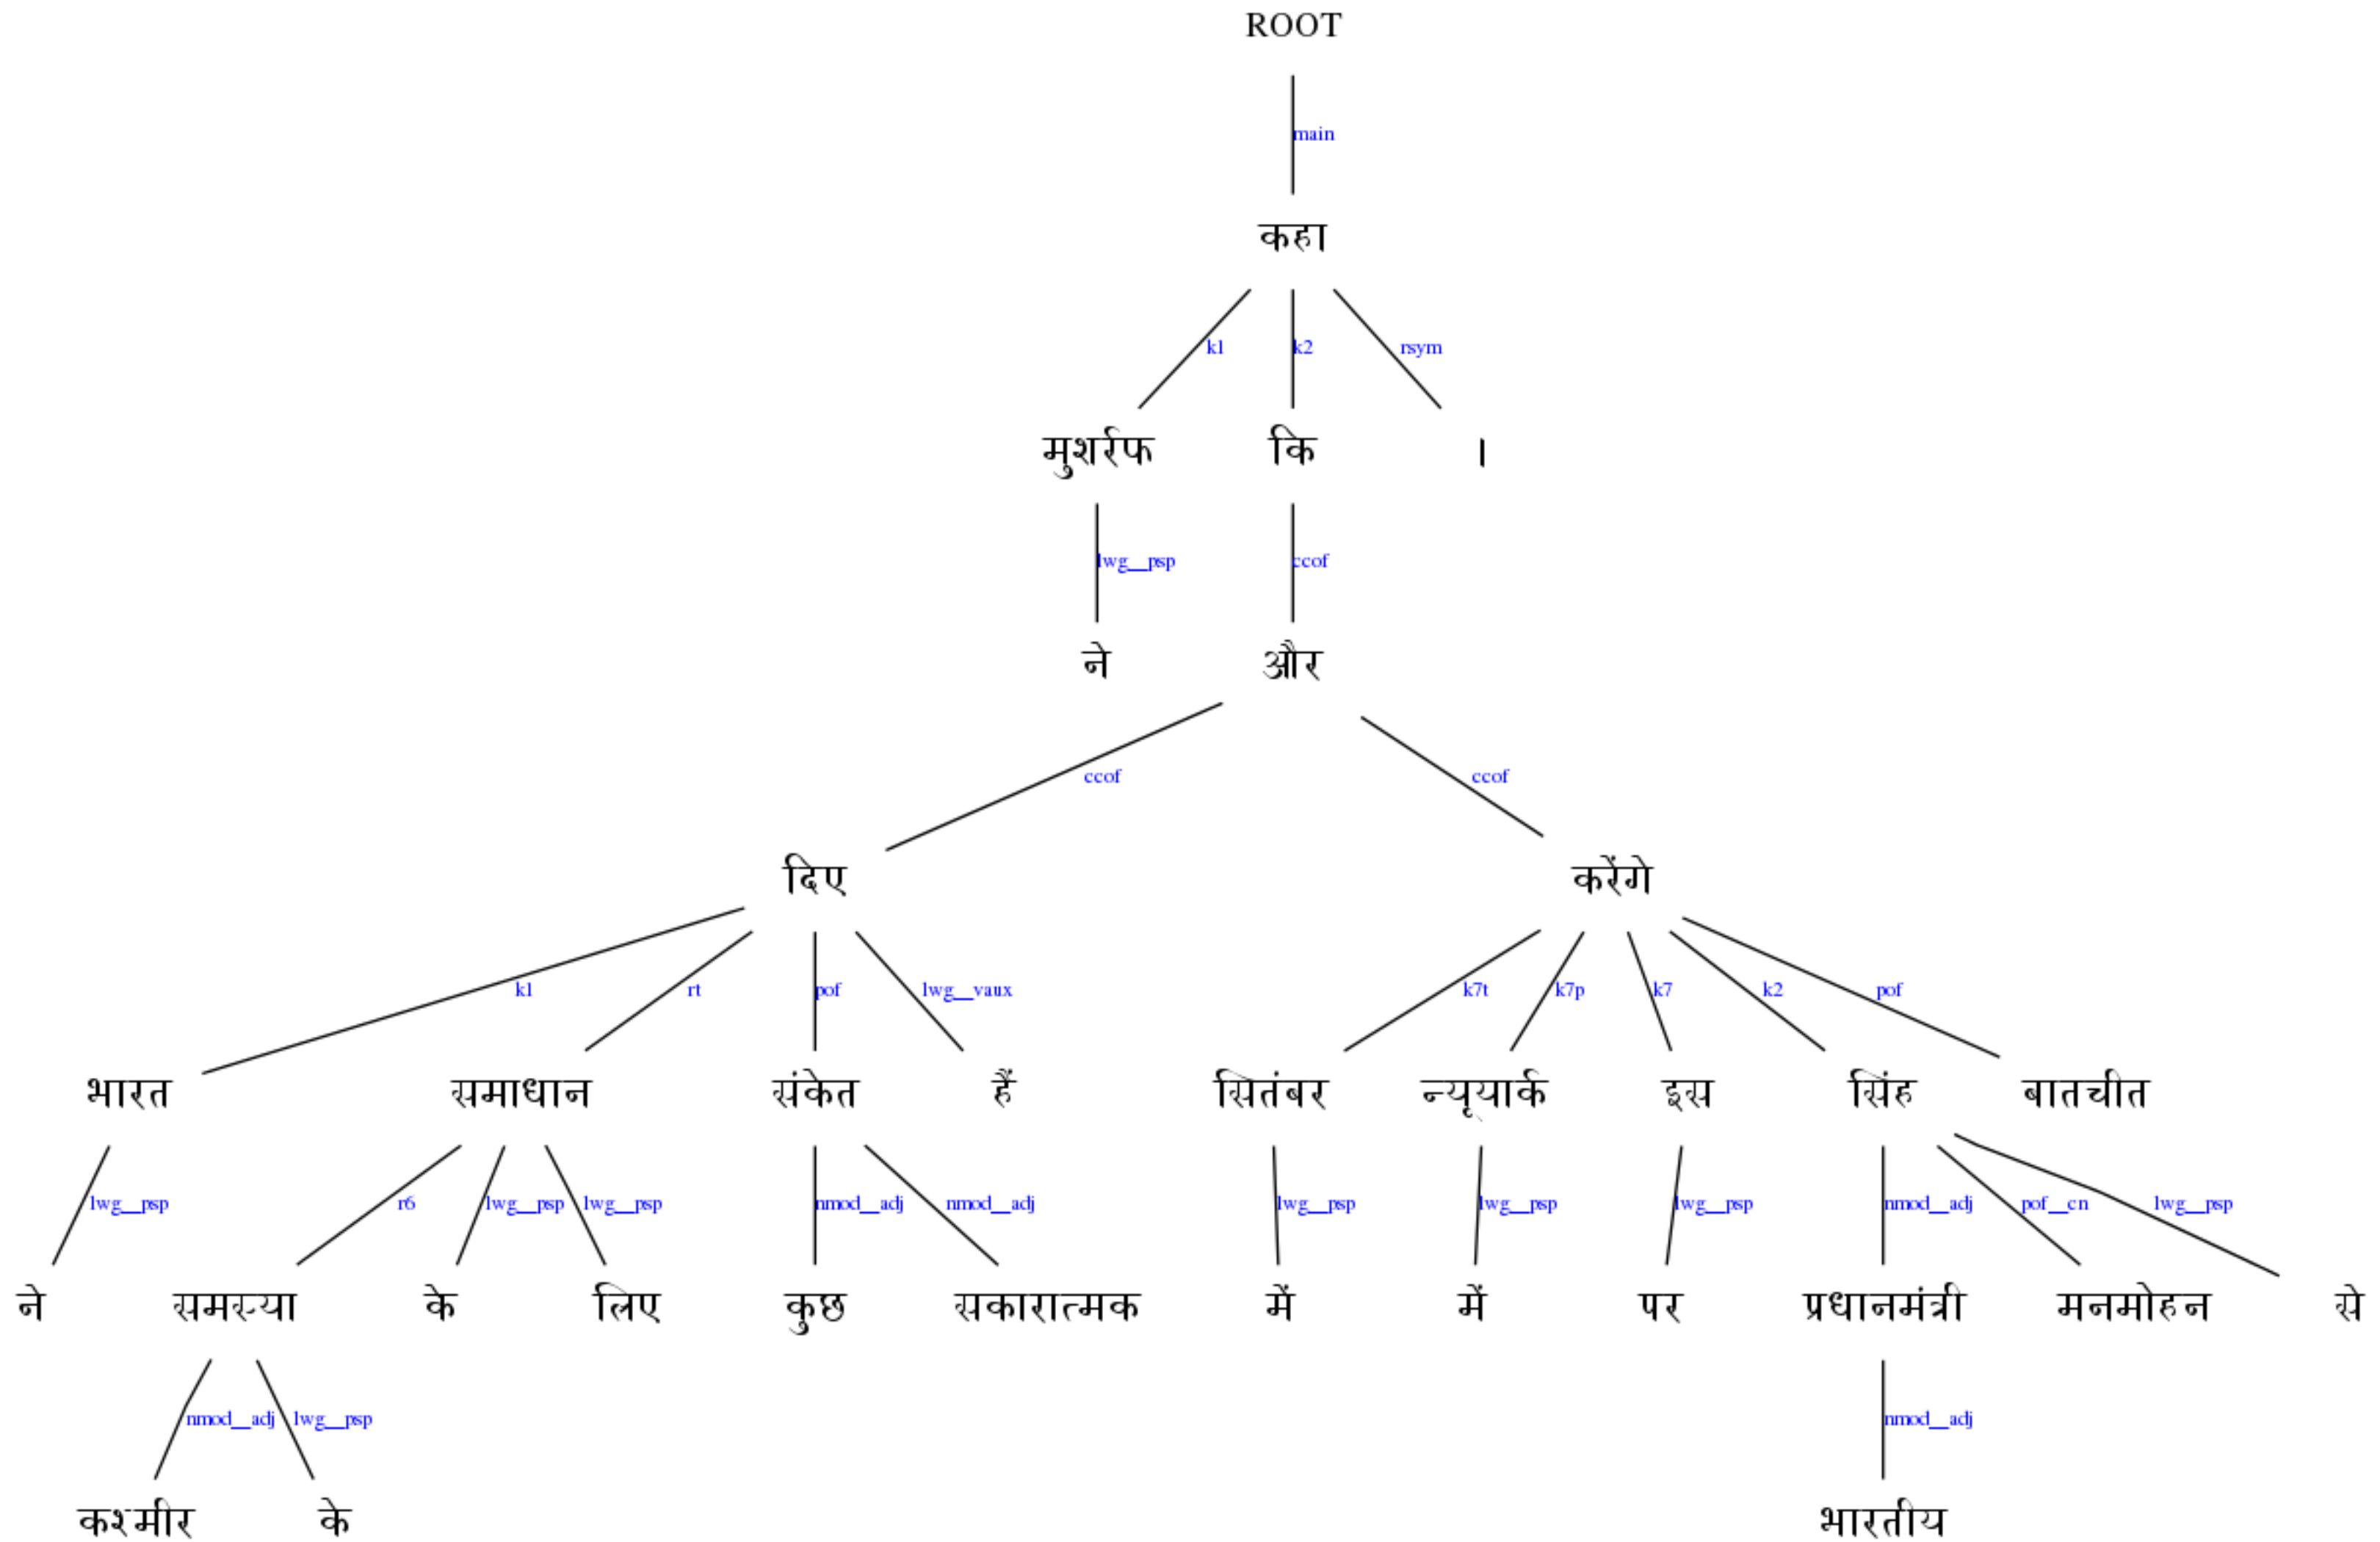 ROOT
main
कहा
k1 k2 rsym
मुशर्रफ कि ।
lwg__psp ccof
ने और
ccof ccof
दिए करेंगे
k1 rt pof lwg__vaux k7t k7p k7 k2 pof
भारत समाधान संकेत हैं सितंबर न्यूयार्क इस सिंह बातचीत
lwg__psp r6 lwg__psp lwg__psp nmod__adj nmod__adj lwg__psp lwg__psp lwg__psp nmod__adj pof__cn lwg__psp
ने समस्या के लिए कुछ सकारात्मक में में पर प्रधानमंत्री मनमोहन से
nmod__adj lwg__psp nmod__adj
कश्मीर के भारतीय